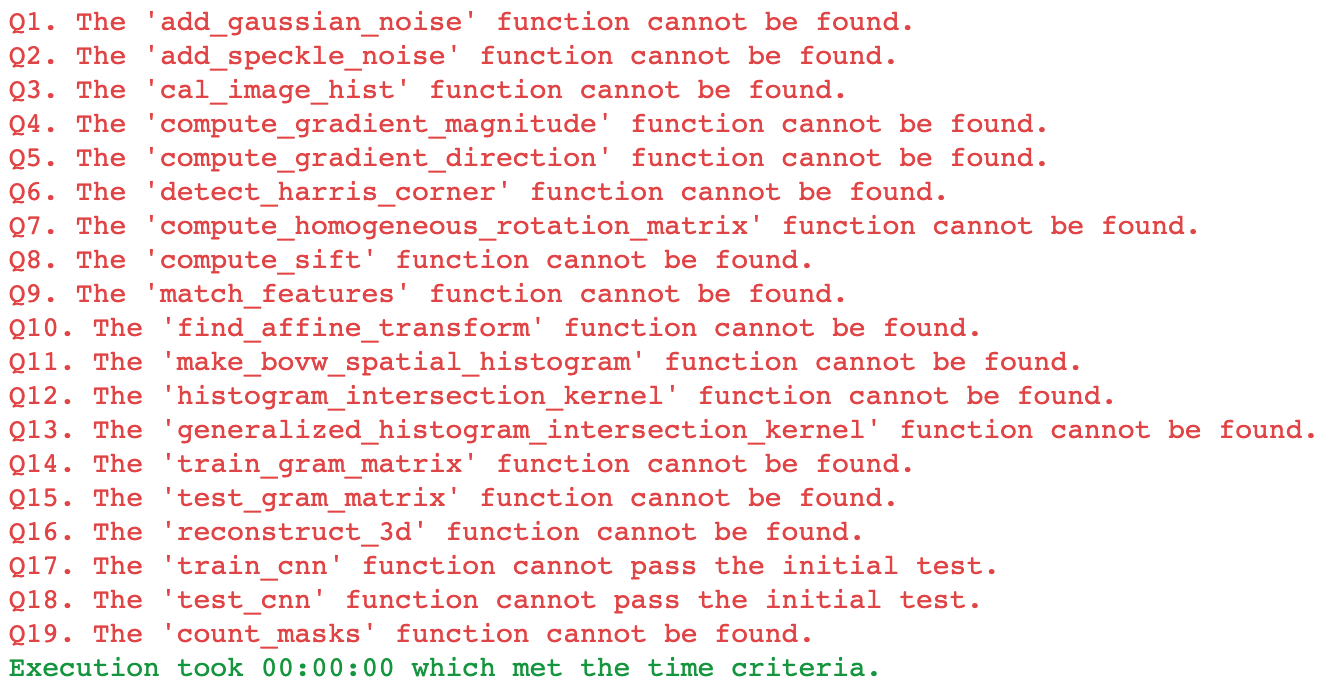 Q1. The 'add_gaussian_noise' function cannot be found.
Q2. The 'add_speckle_noise' function cannot be found.
Q3. The 'cal_image_hist' function cannot be found.
Q4. The 'compute_gradient_magnitude' function cannot be found.
Q5. The 'compute_gradient_direction' function cannot be found.
Q6. The 'detect_harris_corner' function cannot be found.
Q7. The 'compute_homogeneous_rotation_matrix' function cannot be found.
Q8. The 'compute_sift' function cannot be found.
Q9. The 'match_features' function cannot be found.
Q10. The 'find_affine_transform' function cannot be found.
Q11. The 'make_bovw_spatial_histogram' function cannot be found.
Q12. The 'histogram_intersection_kernel' function cannot be found.
Q13. The 'generalized_histogram_intersection_kernel' function cannot be found.
Q14. The 'train_gram_matrix' function cannot be found.
Q15. The 'test_gram_matrix' function cannot be found.
Q16. The 'reconstruct_3d' function cannot be found.
Q17. The 'train_cnn' function cannot pass the initial test.
Q18. The 'test_cnn' function cannot pass the initial test.
Q19. The 'count_masks' function cannot be found.
Execution took 00:00:00 which met the time criteria.